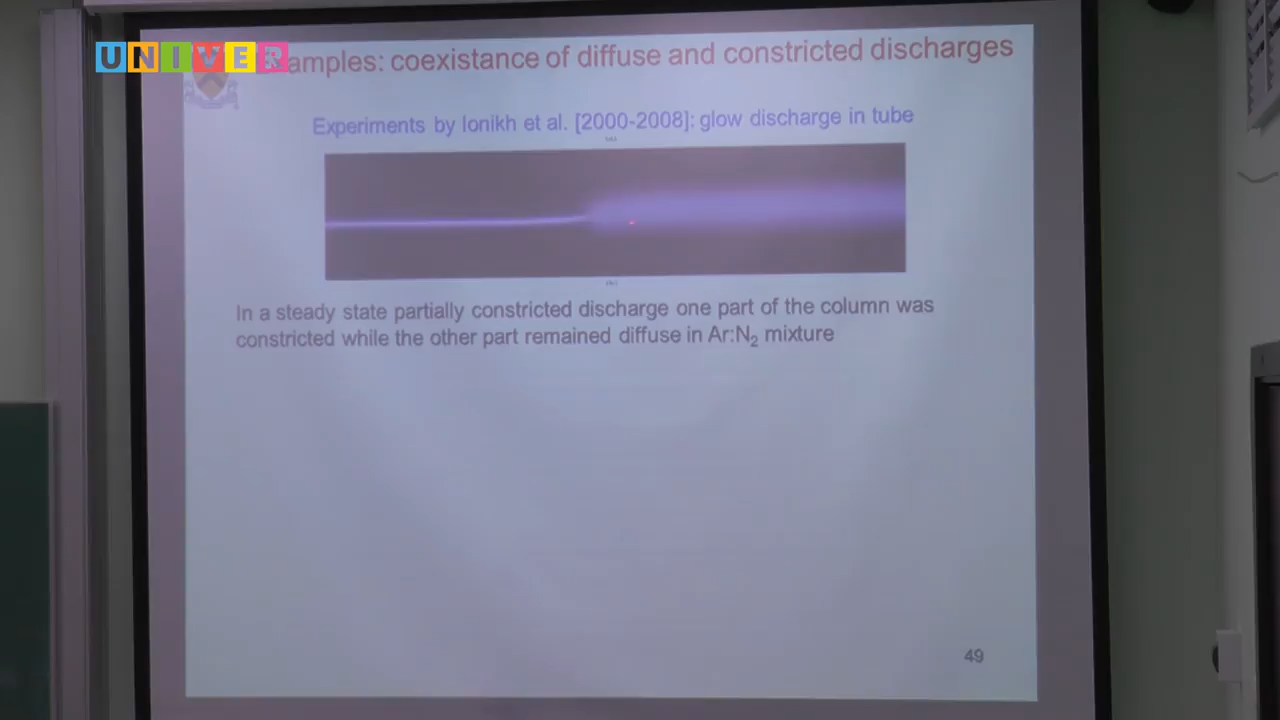 UNIVER
amples: coexistance of diffuse and constricted discharges
Experiments by Ionikh et al. [2000-2008]: glow discharge in tube
In a steady state partially constricted discharge one part of the column was
constricted while the other part remained diffuse in Ar:N₂ mixture
49